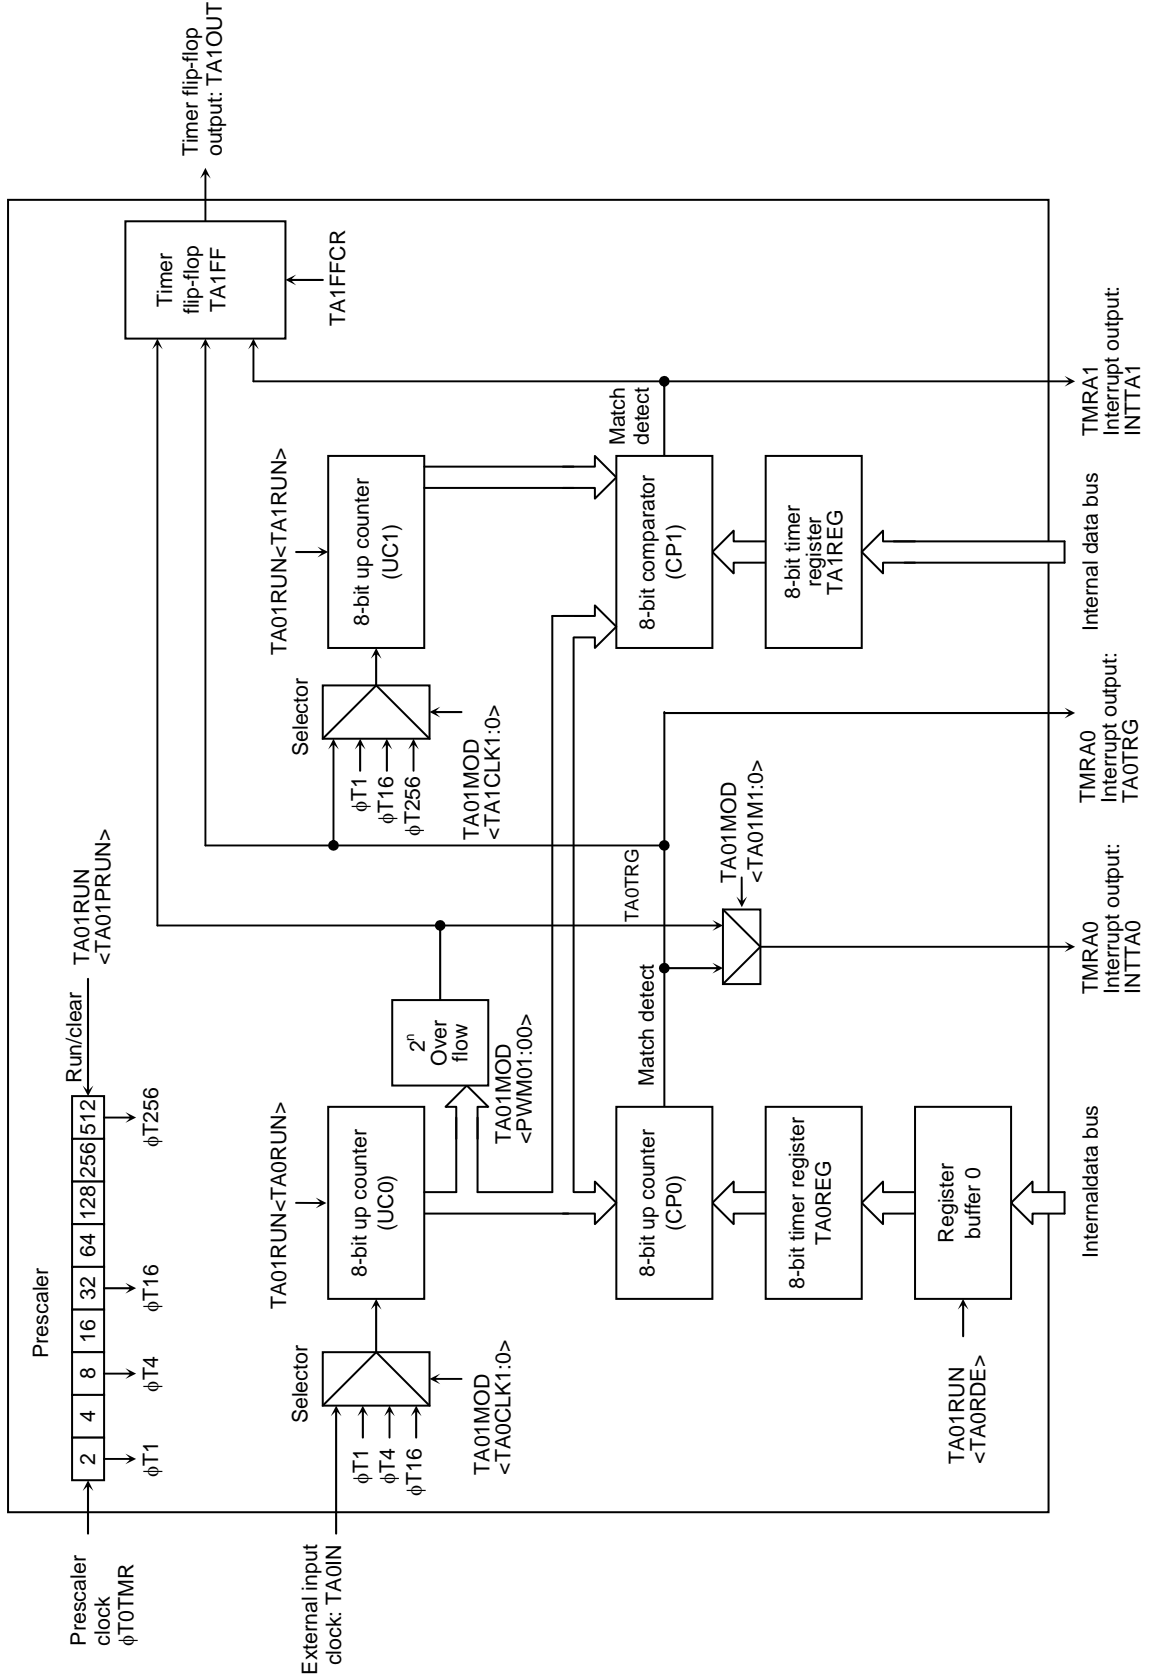 Prescaler
Prescaler
clock
ϕT0TMR
2 4 8 16 32 64 128 256 512
Run/clear
TA01RUN
<TA01PRUN>
ϕT1
ϕT4
ϕT16
ϕT256
External input
clock: TA0IN
Selector
ϕT1
ϕT4
ϕT16
TA01MOD
<TA0CLK1:0>
TA01RUN<TA0RUN>
8-bit up counter
(UC0)
2ⁿ
Over
flow
TA01MOD
<PWM01:00>
8-bit up counter
(CP0)
Match detect
TA0TRG
8-bit timer register
TA0REG
Register
buffer 0
TA01RUN
<TA0RDE>
Internaldata bus
TA01MOD
<TA01M1:0>
TMRA0
Interrupt output:
INTTA0
TMRA0
Interrupt output:
TA0TRG
Selector
ϕT1
ϕT16
ϕT256
TA01MOD
<TA1CLK1:0>
TA01RUN<TA1RUN>
8-bit up counter
(UC1)
8-bit comparator
(CP1)
Match
detect
8-bit timer
register
TA1REG
Internal data bus
TMRA1
Interrupt output:
INTTA1
Timer
flip-flop
TA1FF
TA1FFCR
Timer flip-flop
output: TA1OUT